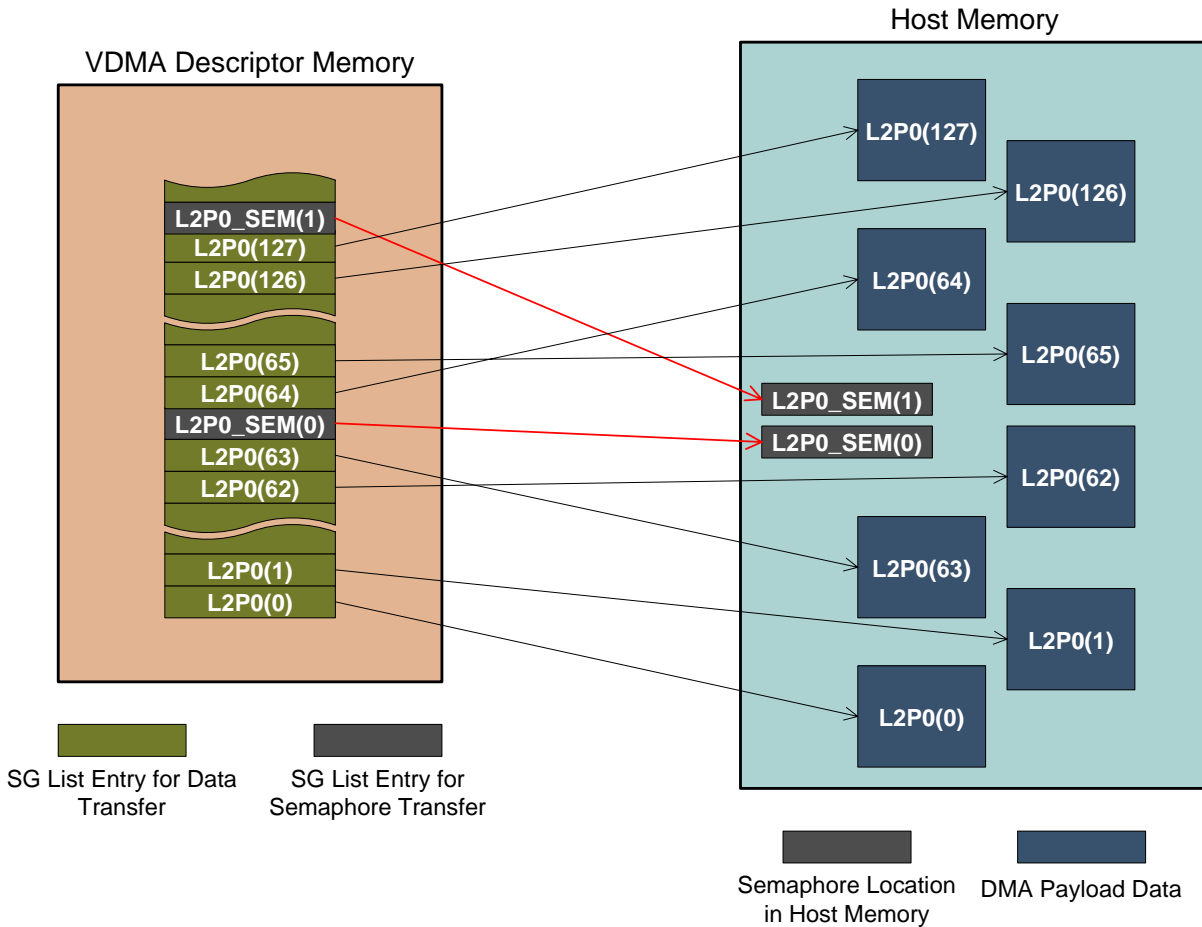 Host Memory
VDMA Descriptor Memory
L2P0_SEM(1)
L2P0(127)
L2P0(126)
L2P0(65)
L2P0(64)
L2P0_SEM(0)
L2P0(63)
L2P0(62)
L2P0(1)
L2P0(0)
L2P0(127)
L2P0(126)
L2P0(64)
L2P0(65)
L2P0_SEM(1)
L2P0_SEM(0)
L2P0(62)
L2P0(63)
L2P0(1)
L2P0(0)
SG List Entry for Data
Transfer
SG List Entry for
Semaphore Transfer
Semaphore Location
in Host Memory
DMA Payload Data